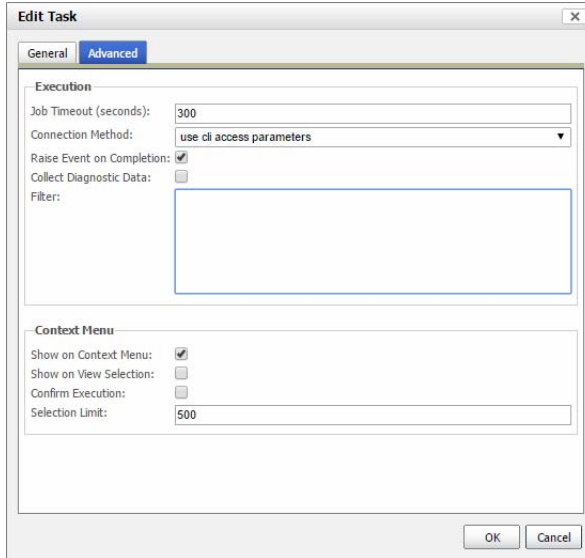 Edit Task
General Advanced
Execution
Job Timeout (seconds): 300
Connection Method: use cli access parameters
Raise Event on Completion:
Collect Diagnostic Data:
Filter:
Context Menu
Show on Context Menu:
Show on View Selection:
Confirm Execution:
Selection Limit: 500
OK Cancel